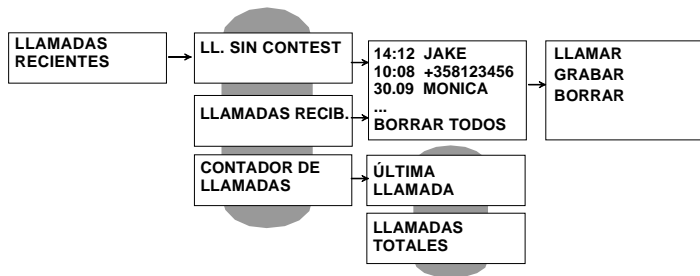 LLAMADAS
RECIENTES
LL. SIN CONTEST
LLAMADAS RECIB.
CONTADOR DE
LLAMADAS
14:12 JAKE
10:08 +358123456
30.09 MONICA
...
BORRAR TODOS
LLAMAR
GRABAR
BORRAR
ÚLTIMA
LLAMADA
LLAMADAS
TOTALES